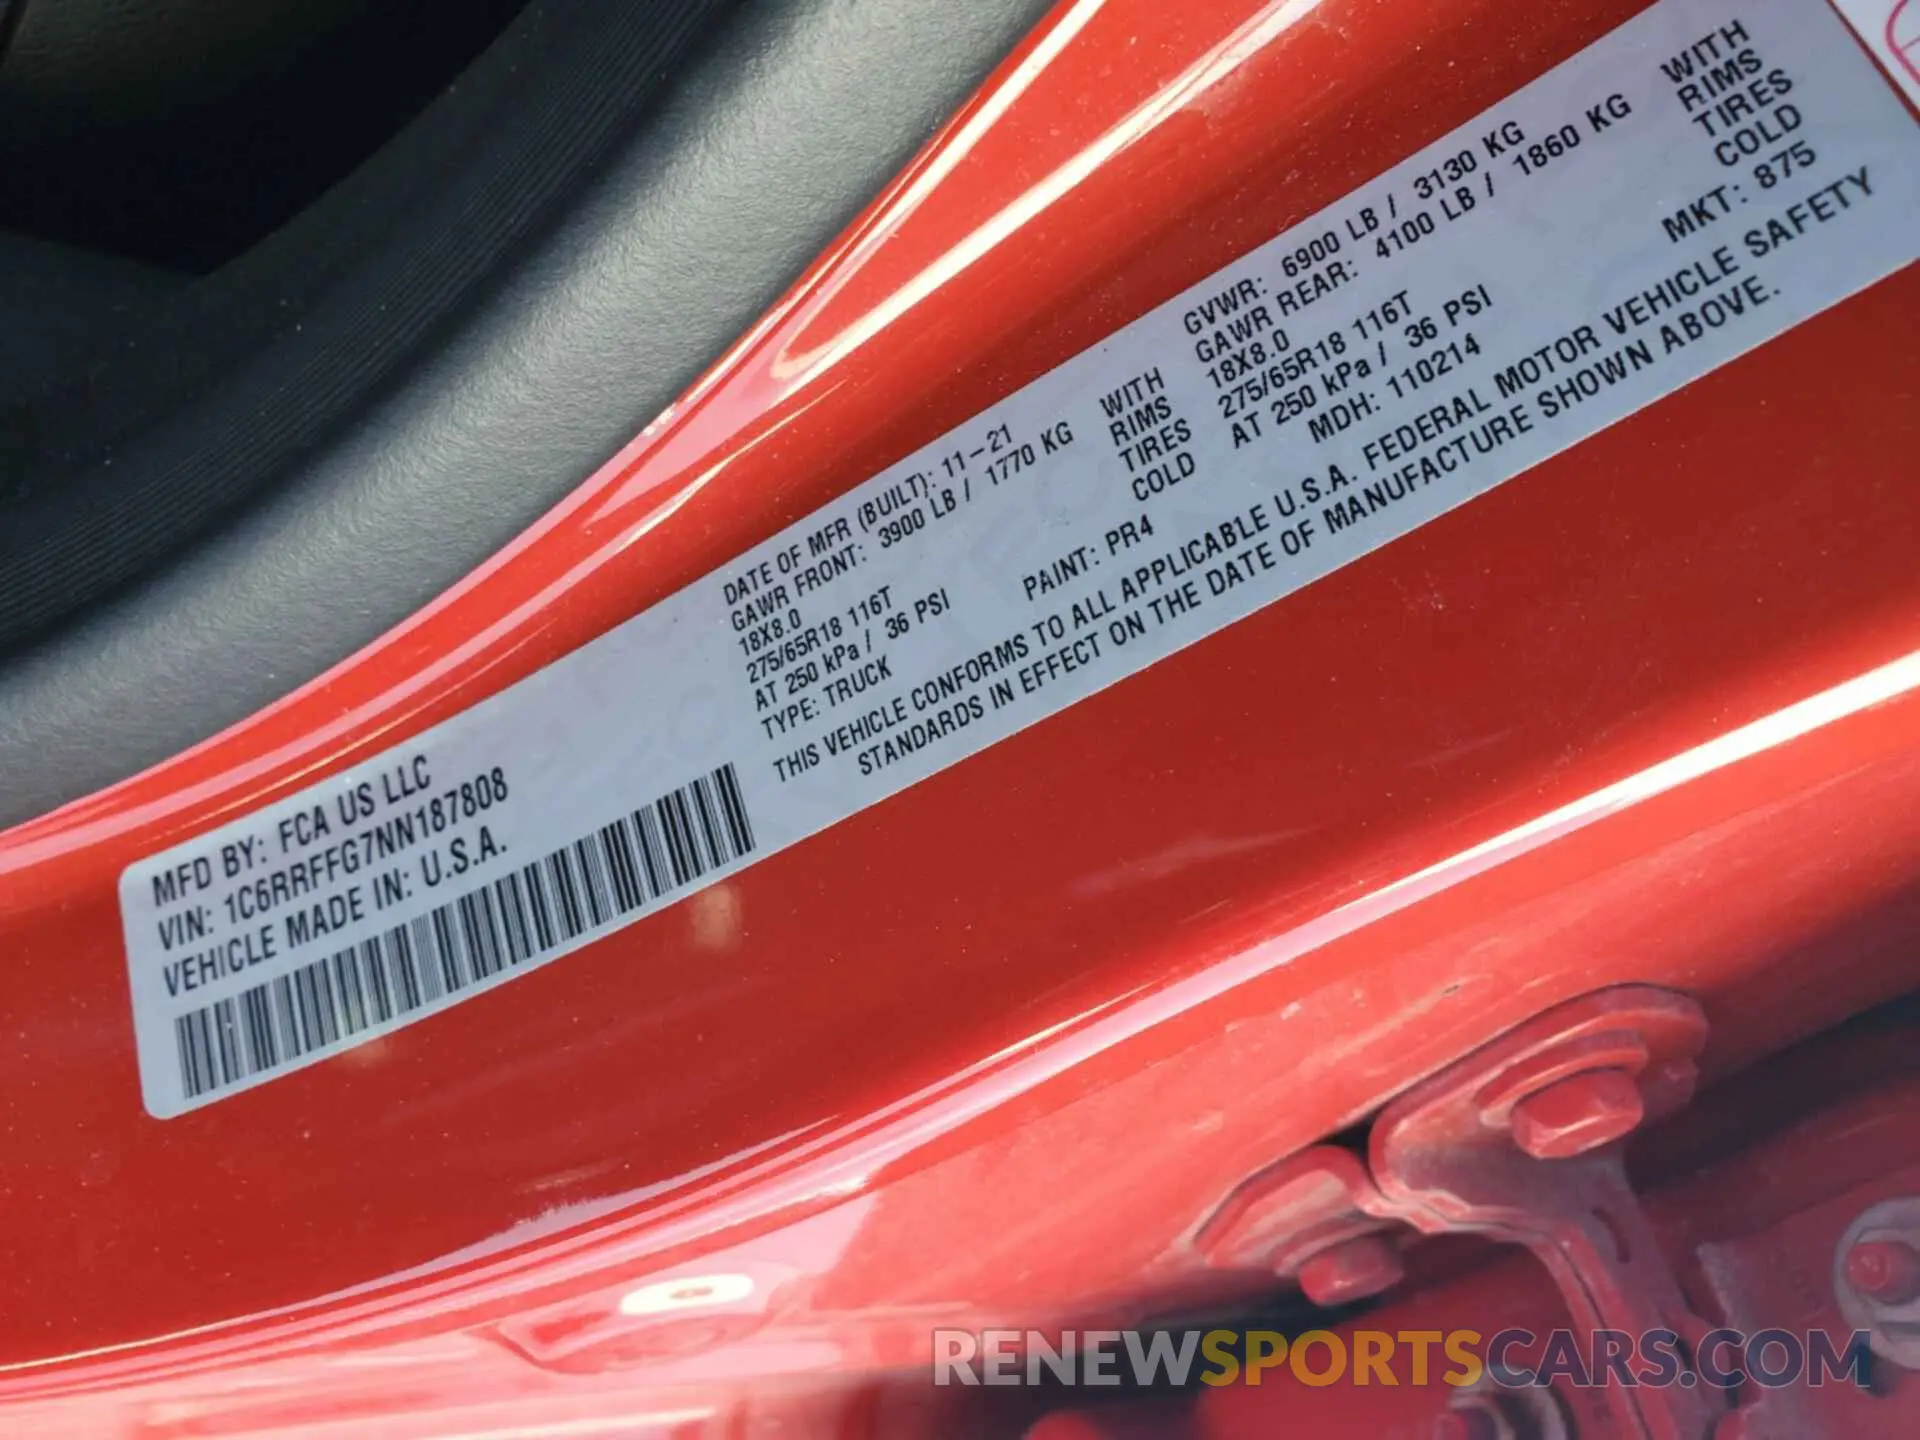 MFD BY: FCA US LLC
VIN: 1C6RRFFG7NN187808
VEHICLE MADE IN: U.S.A.
DATE OF MFR (BUILT): 11-21
GVWR: 6900 LB / 3130 KG
GAWR FRONT: 3900 LB / 1770 KG WITH
GAWR REAR: 4100 LB / 1860 KG WITH
18X8.0 RIMS
18X8.0 RIMS
275/65R18 116T TIRES
275/65R18 116T TIRES
AT 250 kPa / 36 PSI COLD
AT 250 kPa / 36 PSI COLD
TYPE: TRUCK
PAINT: PR4
MDH: 110214
MKT: 875
THIS VEHICLE CONFORMS TO ALL APPLICABLE U.S.A. FEDERAL MOTOR VEHICLE SAFETY
STANDARDS IN EFFECT ON THE DATE OF MANUFACTURE SHOWN ABOVE.
RENEWSPORTSCARS.COM